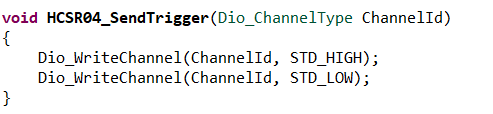 void HCSR04_SendTrigger(Dio_ChannelType ChannelId)
{
    Dio_WriteChannel(ChannelId, STD_HIGH);
    Dio_WriteChannel(ChannelId, STD_LOW);
}